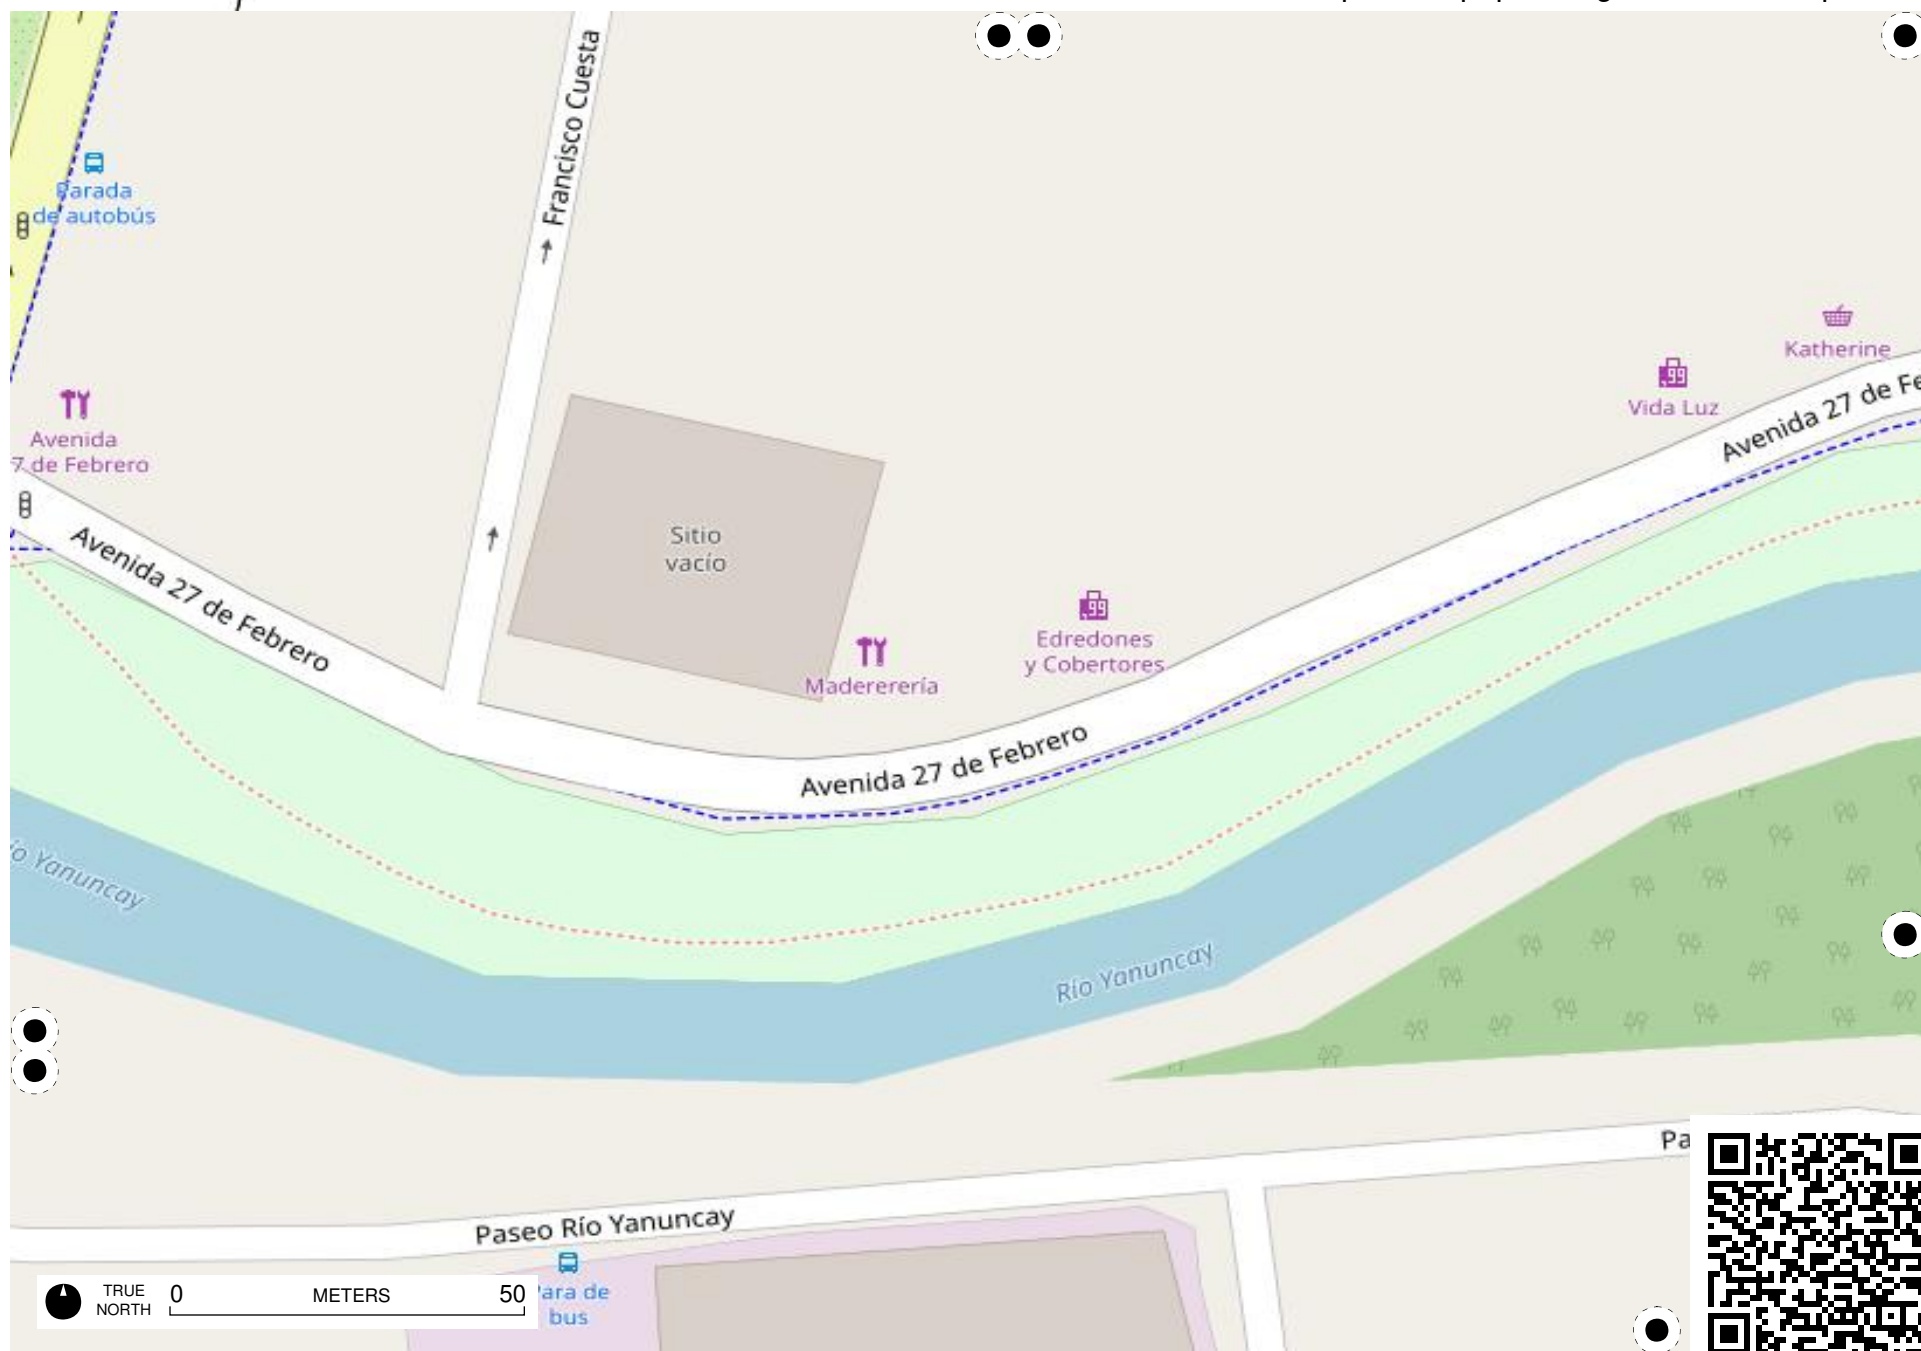 Francisco Cuesta
Parada
de autobús
Katherine
Vida Luz
Avenida 27 de Fe
Avenida
7 de Febrero
Avenida 27 de Febrero
Sitio
vacío
Edredones
y Cobertores
Madererería
Avenida 27 de Febrero
ío Yanuncay
Río Yanuncay
Pa
Paseo Río Yanuncay
Para de
bus
TRUE
NORTH
0 METERS 50